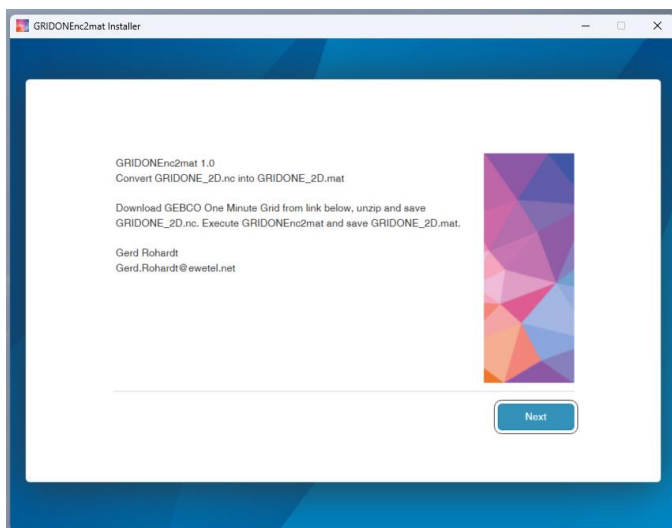 GRIDONEnc2mat Installer
GRIDONEnc2mat 1.0
Convert GRIDONE_2D.nc into GRIDONE_2D.mat
Download GEBCO One Minute Grid from link below, unzip and save
GRIDONE_2D.nc. Execute GRIDONEnc2mat and save GRIDONE_2D.mat.
Gerd Rohardt
Gerd.Rohardt@ewetel.net
Next